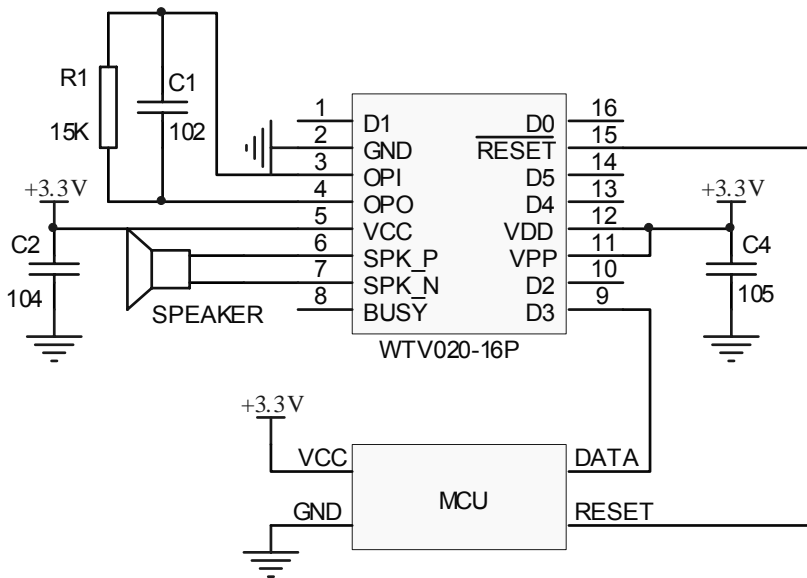 R1
15K
C1
102
+3.3V
C2
104
SPEAKER
1
2
3
4
5
6
7
8
D1
GND
OPI
OPO
VCC
SPK_P
SPK_N
BUSY
D0
RESET
D5
D4
VDD
VPP
D2
D3
16
15
14
13
12
11
10
9
WTV020-16P
+3.3V
C4
105
+3.3V
VCC
GND
MCU
DATA
RESET